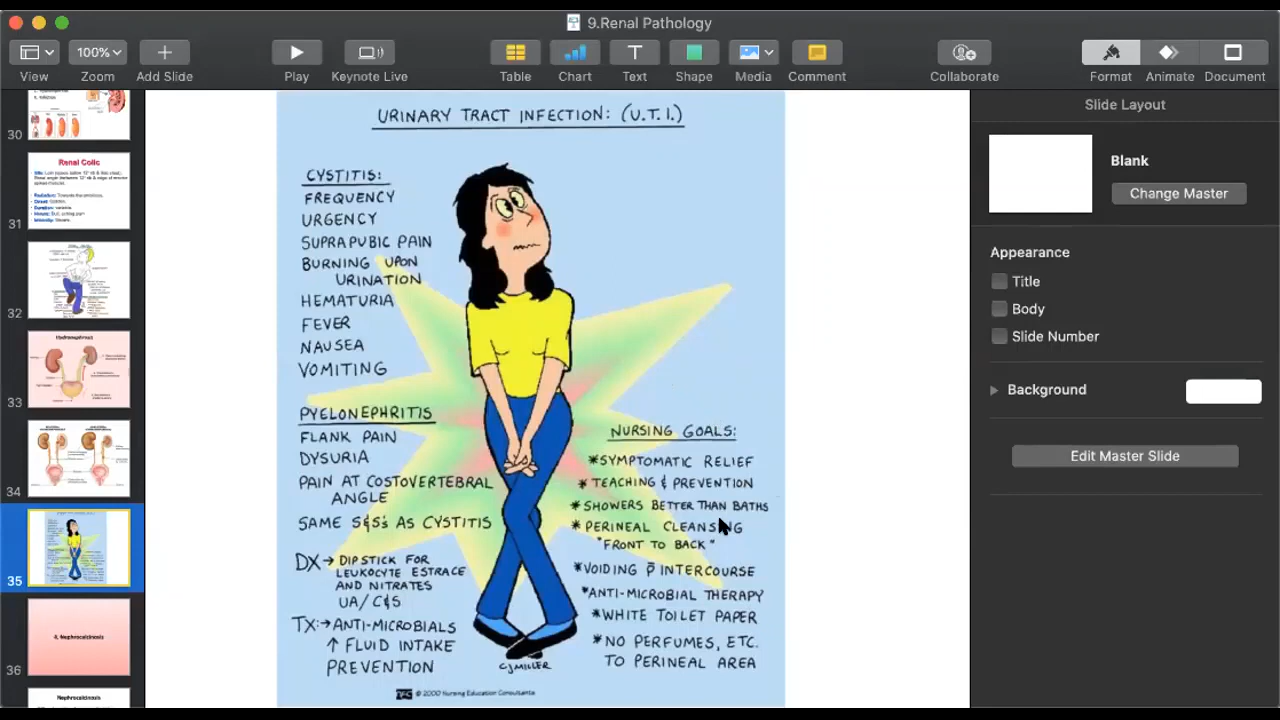 9.Renal Pathology
100%
View
Zoom
Add Slide
Play
Keynote Live
Table
Chart
Text
Shape
Media
Comment
Collaborate
Format
Animate
Document
30
Renal Colic
31
32
Hydronephrosis
33
34
35
4. Nephrocalcinosis
36
Nephrocalcinosis
URINARY TRACT INFECTION: (U.T.I.)
CYSTITIS:
FREQUENCY
URGENCY
SUPRAPUBIC PAIN
BURNING UPON
URINATION
HEMATURIA
FEVER
NAUSEA
VOMITING
PYELONEPHRITIS
FLANK PAIN
DYSURIA
PAIN AT COSTOVERTEBRAL
ANGLE
SAME S&S's AS CYSTITIS
DX→ DIPSTICK FOR
LEUKOCYTE ESTRACE
AND NITRATES
UA/C&S
TX:→ ANTI-MICROBIALS
↑ FLUID INTAKE
PREVENTION
NURSING GOALS:
*SYMPTOMATIC RELIEF
*TEACHING & PREVENTION
*SHOWERS BETTER THAN BATHS
*PERINEAL CLEANSING
"FRONT TO BACK"
*VOIDING p̄ INTERCOURSE
*ANTI-MICROBIAL THERAPY
*WHITE TOILET PAPER
*NO PERFUMES, ETC.
TO PERINEAL AREA
CJMILLER
© 2000 Nursing Education Consultants
Slide Layout
Blank
Change Master
Appearance
Title
Body
Slide Number
Background
Edit Master Slide